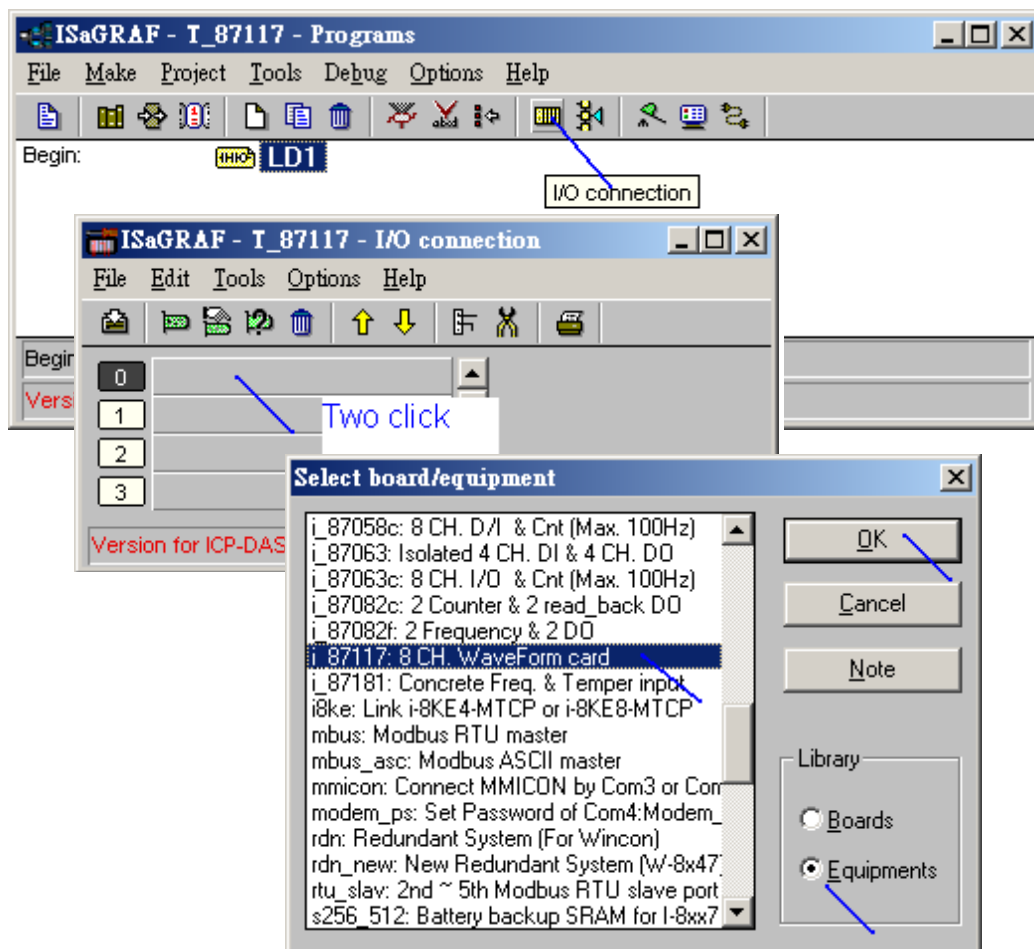 ISaGRAF - T_87117 - Programs
File Make Project Tools Debug Options Help
Begin: LD1
I/O connection
ISaGRAF - T_87117 - I/O connection
File Edit Tools Options Help
Begin
Vers
0
1
2
3
Two click
Version for ICP-DAS
Select board/equipment
i_87058c: 8 CH. D/I & Cnt (Max. 100Hz)
i_87063: Isolated 4 CH. DI & 4 CH. DO
i_87063c: 8 CH. I/O & Cnt (Max. 100Hz)
i_87082c: 2 Counter & 2 read_back DO
i_87082f: 2 Frequency & 2 DO
i_87117: 8 CH. WaveForm card
i_87181: Concrete Freq. & Temper input
i8ke: Link i-8KE4-MTCP or i-8KE8-MTCP
mbus: Modbus RTU master
mbus_asc: Modbus ASCII master
mmicon: Connect MMICON by Com3 or Com
modem_ps: Set Password of Com4:Modem_
rdn: Redundant System (For Wincon)
rdn_new: New Redundant System (W-8x47)
rtu_slav: 2nd ~ 5th Modbus RTU slave port
s256_512: Battery backup SRAM for I-8xx7
OK
Cancel
Note
Library
Boards
Equipments